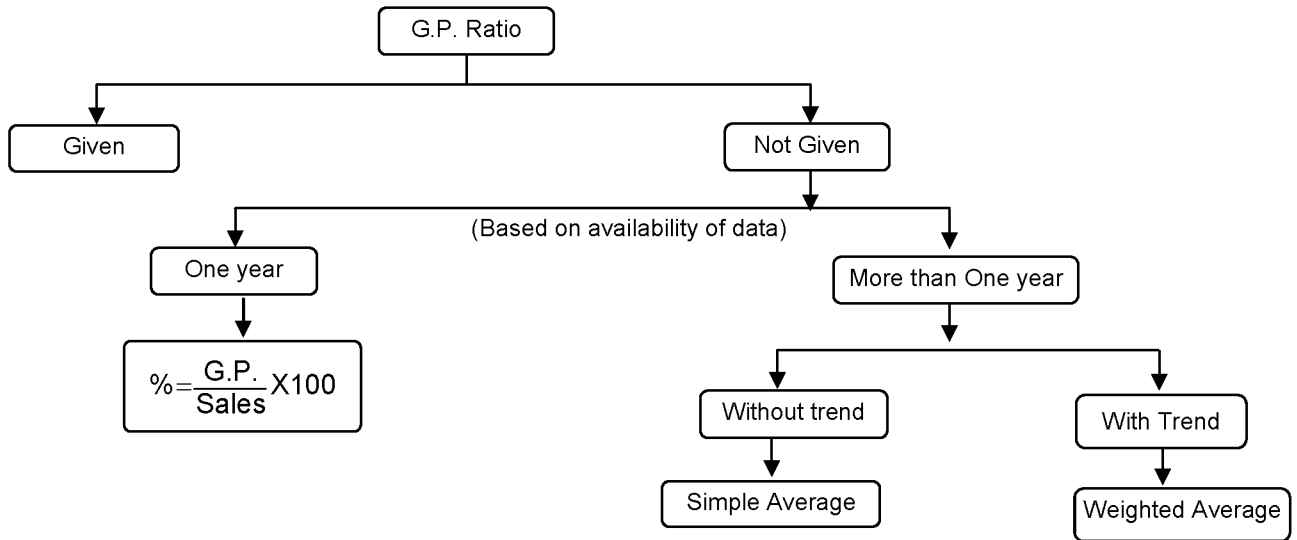 G.P. Ratio
Given
Not Given
(Based on availability of data)
One year
More than One year
%=G.P./Sales X100
Without trend
With Trend
Simple Average
Weighted Average